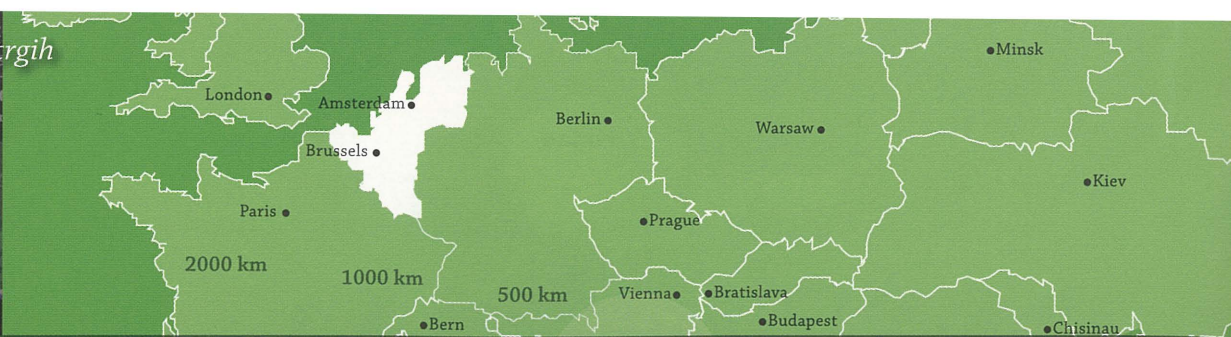 rgih
Minsk
London
Amsterdam
Berlin
Warsaw
Brussels
Kiev
Paris
Prague
2000 km
1000 km
500 km
Vienna
Bratislava
Bern
Budapest
Chisinau